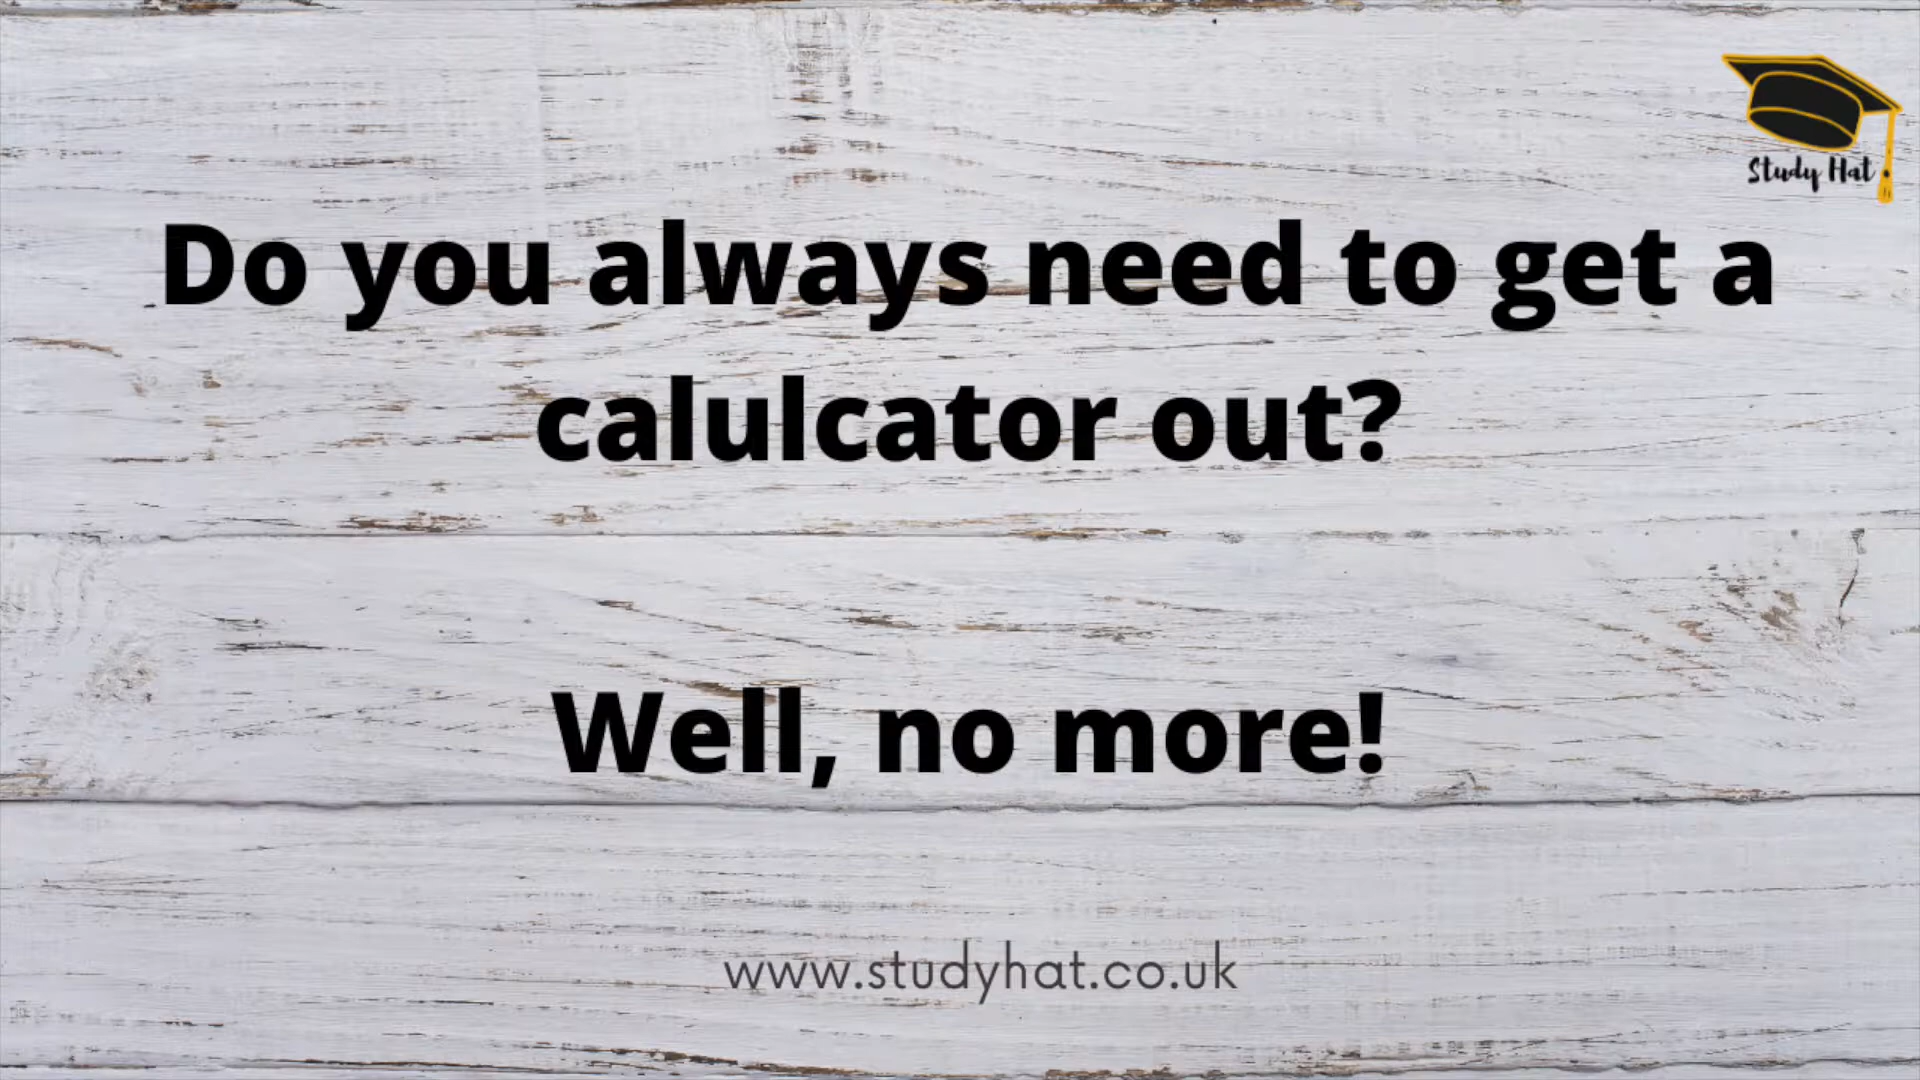 Study Hat
Do you always need to get a
calulcator out?
Well, no more!
www.studyhat.co.uk